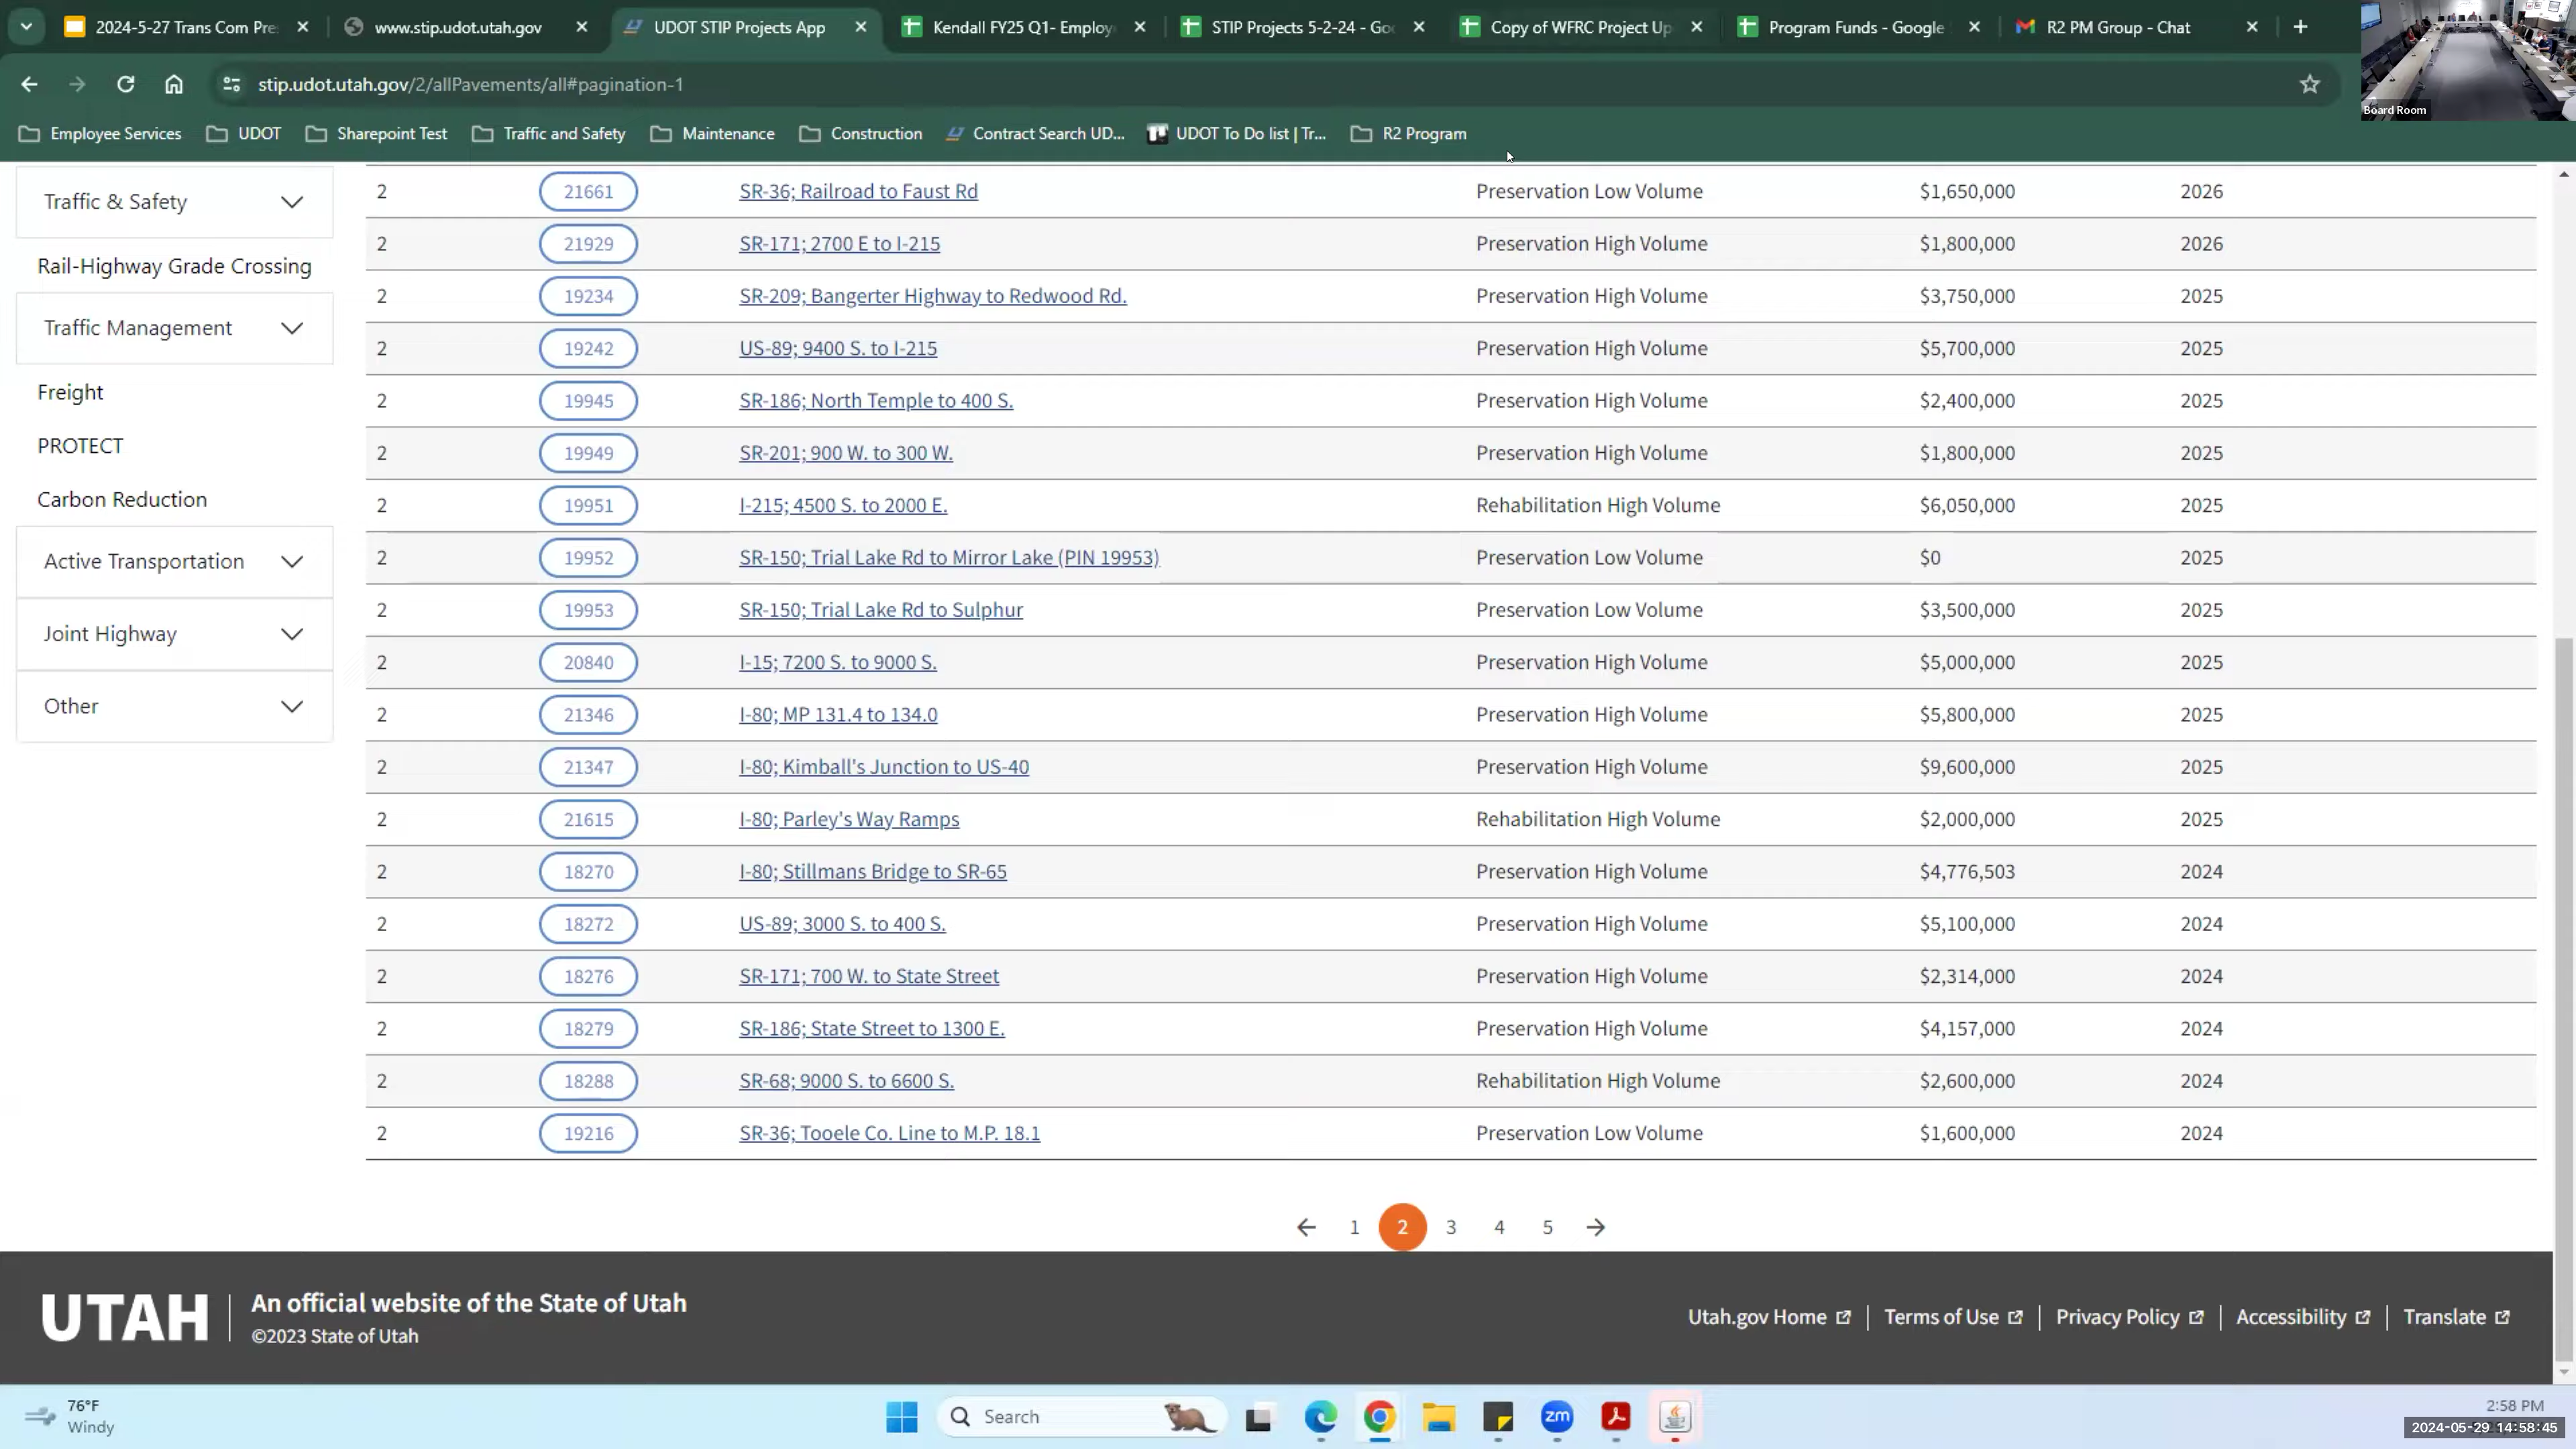 2024-5-27 Trans Com Pre
www.stip.udot.utah.gov
UDOT STIP Projects App
Kendall FY25 Q1- Employ
STIP Projects 5-2-24 - Go
Copy of WFRC Project Up
Program Funds - Google
R2 PM Group - Chat
stip.udot.utah.gov/2/allPavements/all#pagination-1
Board Room
Employee Services
UDOT
Sharepoint Test
Traffic and Safety
Maintenance
Construction
Contract Search UD...
UDOT To Do list | Tr...
R2 Program
Traffic & Safety
Rail-Highway Grade Crossing
Traffic Management
Freight
PROTECT
Carbon Reduction
Active Transportation
Joint Highway
Other
2 21661 SR-36; Railroad to Faust Rd Preservation Low Volume $1,650,000 2026
2 21929 SR-171; 2700 E to I-215 Preservation High Volume $1,800,000 2026
2 19234 SR-209; Bangerter Highway to Redwood Rd. Preservation High Volume $3,750,000 2025
2 19242 US-89; 9400 S. to I-215 Preservation High Volume $5,700,000 2025
2 19945 SR-186; North Temple to 400 S. Preservation High Volume $2,400,000 2025
2 19949 SR-201; 900 W. to 300 W. Preservation High Volume $1,800,000 2025
2 19951 I-215; 4500 S. to 2000 E. Rehabilitation High Volume $6,050,000 2025
2 19952 SR-150; Trial Lake Rd to Mirror Lake (PIN 19953) Preservation Low Volume $0 2025
2 19953 SR-150; Trial Lake Rd to Sulphur Preservation Low Volume $3,500,000 2025
2 20840 I-15; 7200 S. to 9000 S. Preservation High Volume $5,000,000 2025
2 21346 I-80; MP 131.4 to 134.0 Preservation High Volume $5,800,000 2025
2 21347 I-80; Kimball's Junction to US-40 Preservation High Volume $9,600,000 2025
2 21615 I-80; Parley's Way Ramps Rehabilitation High Volume $2,000,000 2025
2 18270 I-80; Stillmans Bridge to SR-65 Preservation High Volume $4,776,503 2024
2 18272 US-89; 3000 S. to 400 S. Preservation High Volume $5,100,000 2024
2 18276 SR-171; 700 W. to State Street Preservation High Volume $2,314,000 2024
2 18279 SR-186; State Street to 1300 E. Preservation High Volume $4,157,000 2024
2 18288 SR-68; 9000 S. to 6600 S. Rehabilitation High Volume $2,600,000 2024
2 19216 SR-36; Tooele Co. Line to M.P. 18.1 Preservation Low Volume $1,600,000 2024
1 2 3 4 5
UTAH
An official website of the State of Utah
©2023 State of Utah
Utah.gov Home
Terms of Use
Privacy Policy
Accessibility
Translate
76°F
Windy
Search
zm
2:58 PM
2024-05-29 14:58:45